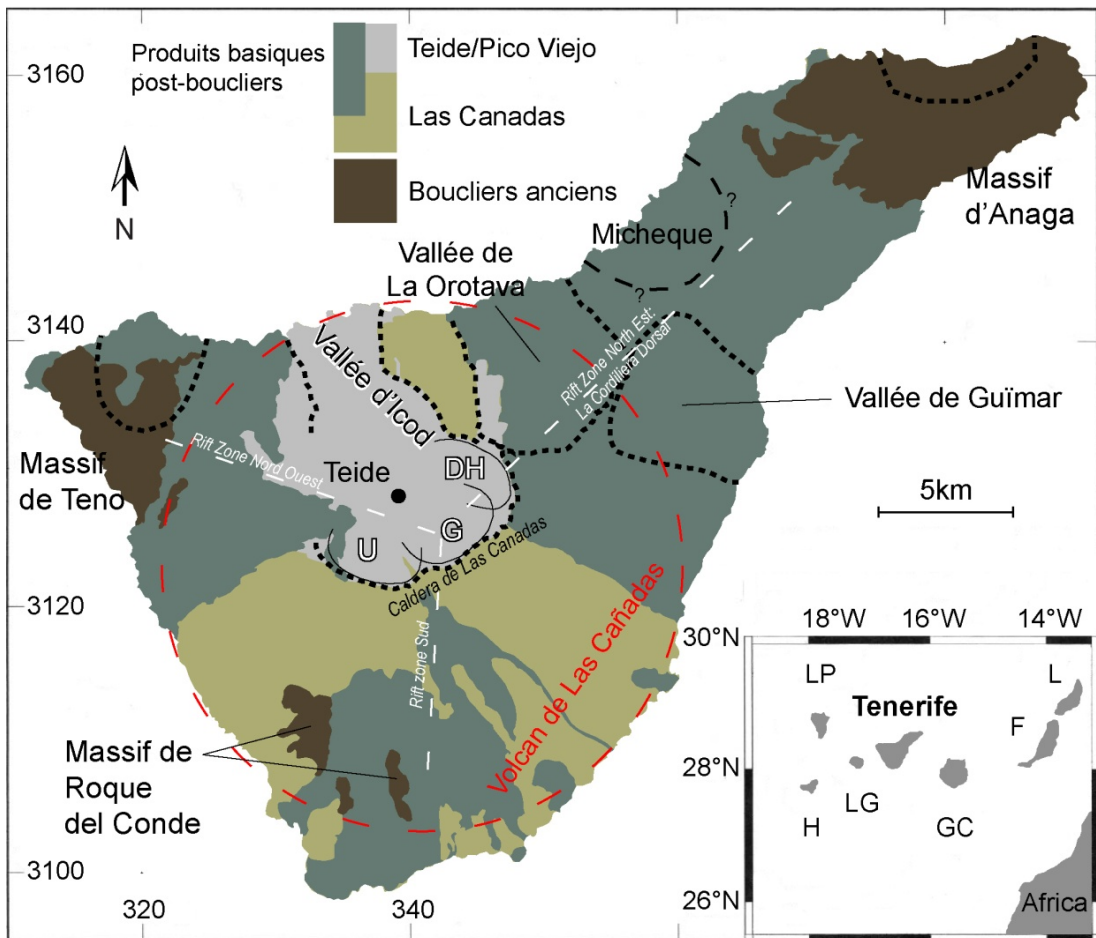 Produits basiques
post-boucliers
Teide/Pico Viejo
Las Canadas
Boucliers anciens
3160
3140
3120
3100
320
340
N
Massif
d'Anaga
Micheque
?
?
Vallée de
La Orotava
Vallée d'Icod
Rift Zone North Est:
La Cordiliera Dorsal
Vallée de Guïmar
Massif
de Teno
Rift Zone Nord Ouest
Teide
DH
G
U
Caldera de Las Canadas
5km
Rift zone Sud
Volcan de Las Cañadas
Massif de
Roque
del Conde
18°W
16°W
14°W
30°N
28°N
26°N
LP
Tenerife
L
F
LG
H
GC
Africa